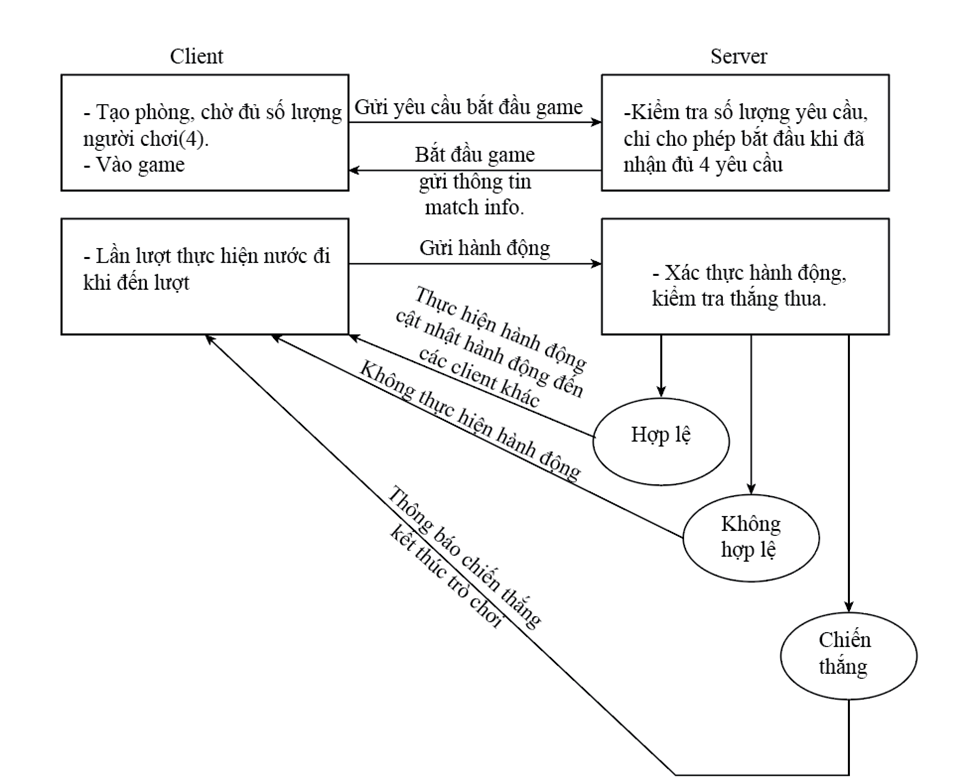 Client
Server
- Tạo phòng, chờ đủ số lượng
người chơi(4).
- Vào game
Gửi yêu cầu bắt đầu game
-Kiểm tra số lượng yêu cầu,
chỉ cho phép bắt đầu khi đã
nhận đủ 4 yêu cầu
Bắt đầu game
gửi thông tin
match info.
- Lần lượt thực hiện nước đi
khi đến lượt
Gửi hành động
- Xác thực hành động,
kiểm tra thắng thua.
Thực hiện hành động
cật nhật hành động đến
các client khác
Hợp lệ
Không thực hiện hành động
Không
hợp lệ
Thông báo chiến thắng
kết thúc trò chơi
Chiến
thắng